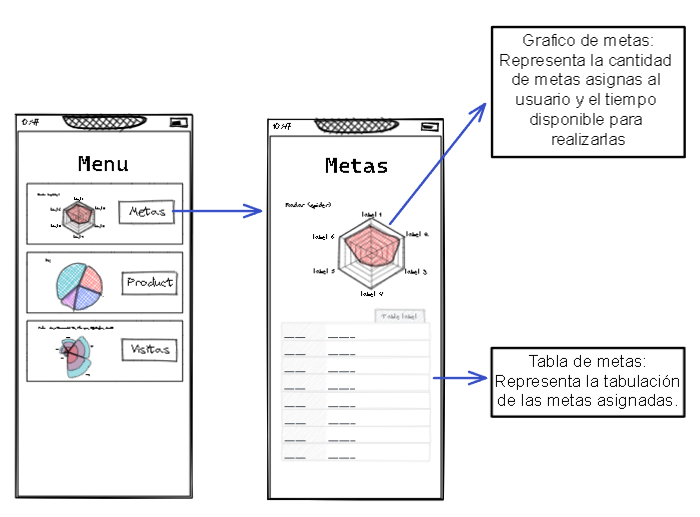 Grafico de metas:
Representa la cantidad
de metas asignas al
usuario y el tiempo
disponible para
realizarlas
10:47
Menu
Metas
Product
Visitas
10:47
Metas
Radar (spider)
label 1
label 2
label 3
label 4
label 5
label 6
Table label
Tabla de metas:
Representa la tabulación
de las metas asignadas.